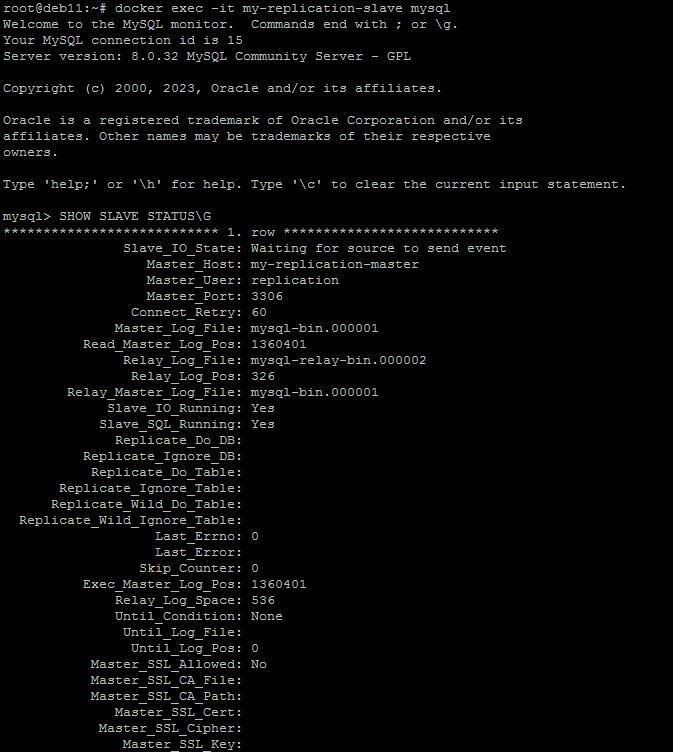 root@deb11:~# docker exec -it my-replication-slave mysql
Welcome to the MySQL monitor.  Commands end with ; or \g.
Your MySQL connection id is 15
Server version: 8.0.32 MySQL Community Server - GPL

Copyright (c) 2000, 2023, Oracle and/or its affiliates.

Oracle is a registered trademark of Oracle Corporation and/or its
affiliates. Other names may be trademarks of their respective
owners.

Type 'help;' or '\h' for help. Type '\c' to clear the current input statement.

mysql> SHOW SLAVE STATUS\G
*************************** 1. row ***************************
               Slave_IO_State: Waiting for source to send event
                  Master_Host: my-replication-master
                  Master_User: replication
                  Master_Port: 3306
                Connect_Retry: 60
              Master_Log_File: mysql-bin.000001
          Read_Master_Log_Pos: 1360401
               Relay_Log_File: mysql-relay-bin.000002
                Relay_Log_Pos: 326
        Relay_Master_Log_File: mysql-bin.000001
             Slave_IO_Running: Yes
            Slave_SQL_Running: Yes
              Replicate_Do_DB:
          Replicate_Ignore_DB:
           Replicate_Do_Table:
       Replicate_Ignore_Table:
      Replicate_Wild_Do_Table:
  Replicate_Wild_Ignore_Table:
                   Last_Errno: 0
                   Last_Error:
                 Skip_Counter: 0
          Exec_Master_Log_Pos: 1360401
              Relay_Log_Space: 536
              Until_Condition: None
               Until_Log_File:
                Until_Log_Pos: 0
           Master_SSL_Allowed: No
           Master_SSL_CA_File:
           Master_SSL_CA_Path:
              Master_SSL_Cert:
            Master_SSL_Cipher:
               Master_SSL_Key: